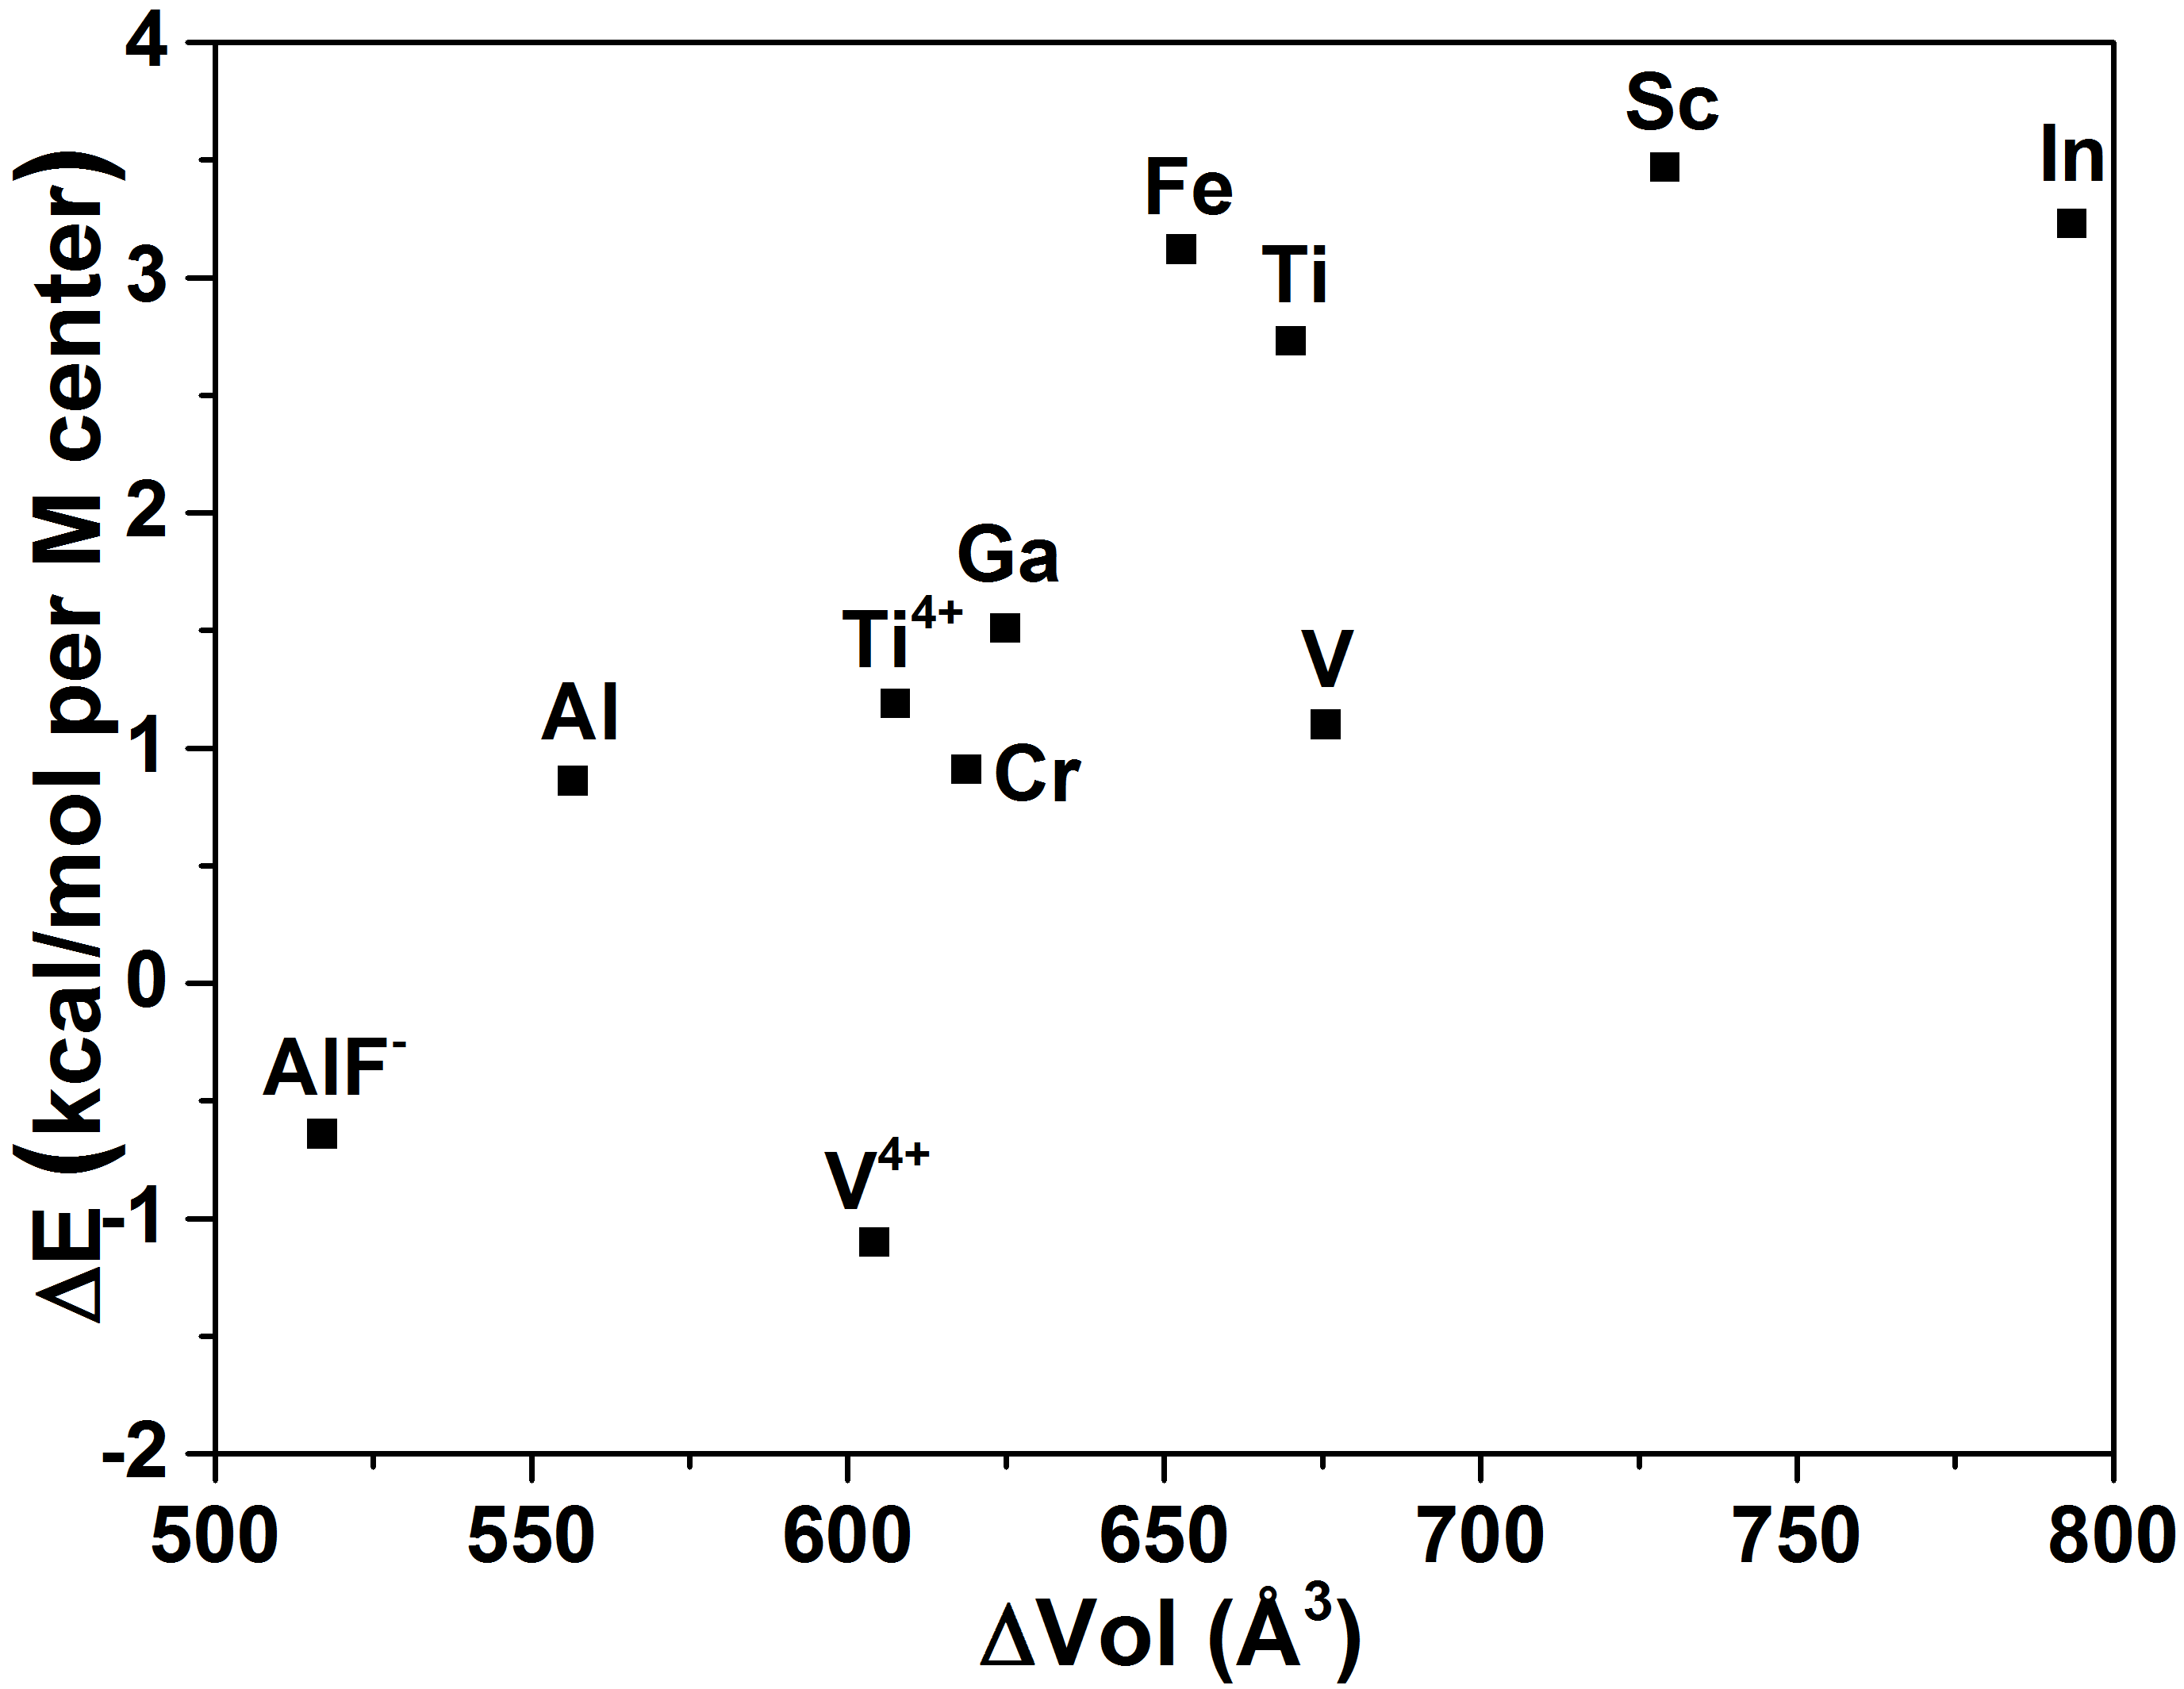 ΔE (kcal/mol per M center)
4
3
2
1
0
-1
-2
Sc
In
Fe
Ti
Ga
Ti⁴⁺
V
Al
Cr
AlF⁻
V⁴⁺
500 550 600 650 700 750 800
ΔVol (Å³)